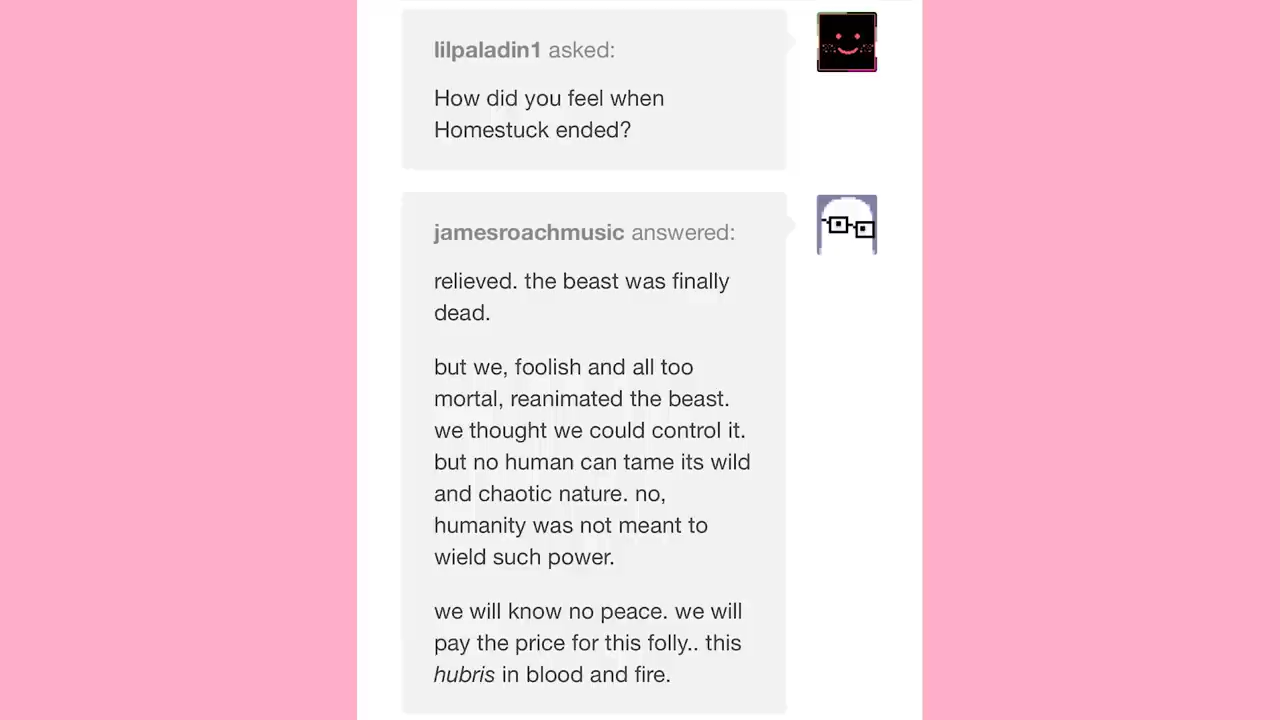 lilpaladin1 asked:
How did you feel when
Homestuck ended?
jamesroachmusic answered:
relieved. the beast was finally
dead.
but we, foolish and all too
mortal, reanimated the beast.
we thought we could control it.
but no human can tame its wild
and chaotic nature. no,
humanity was not meant to
wield such power.
we will know no peace. we will
pay the price for this folly.. this
hubris in blood and fire.